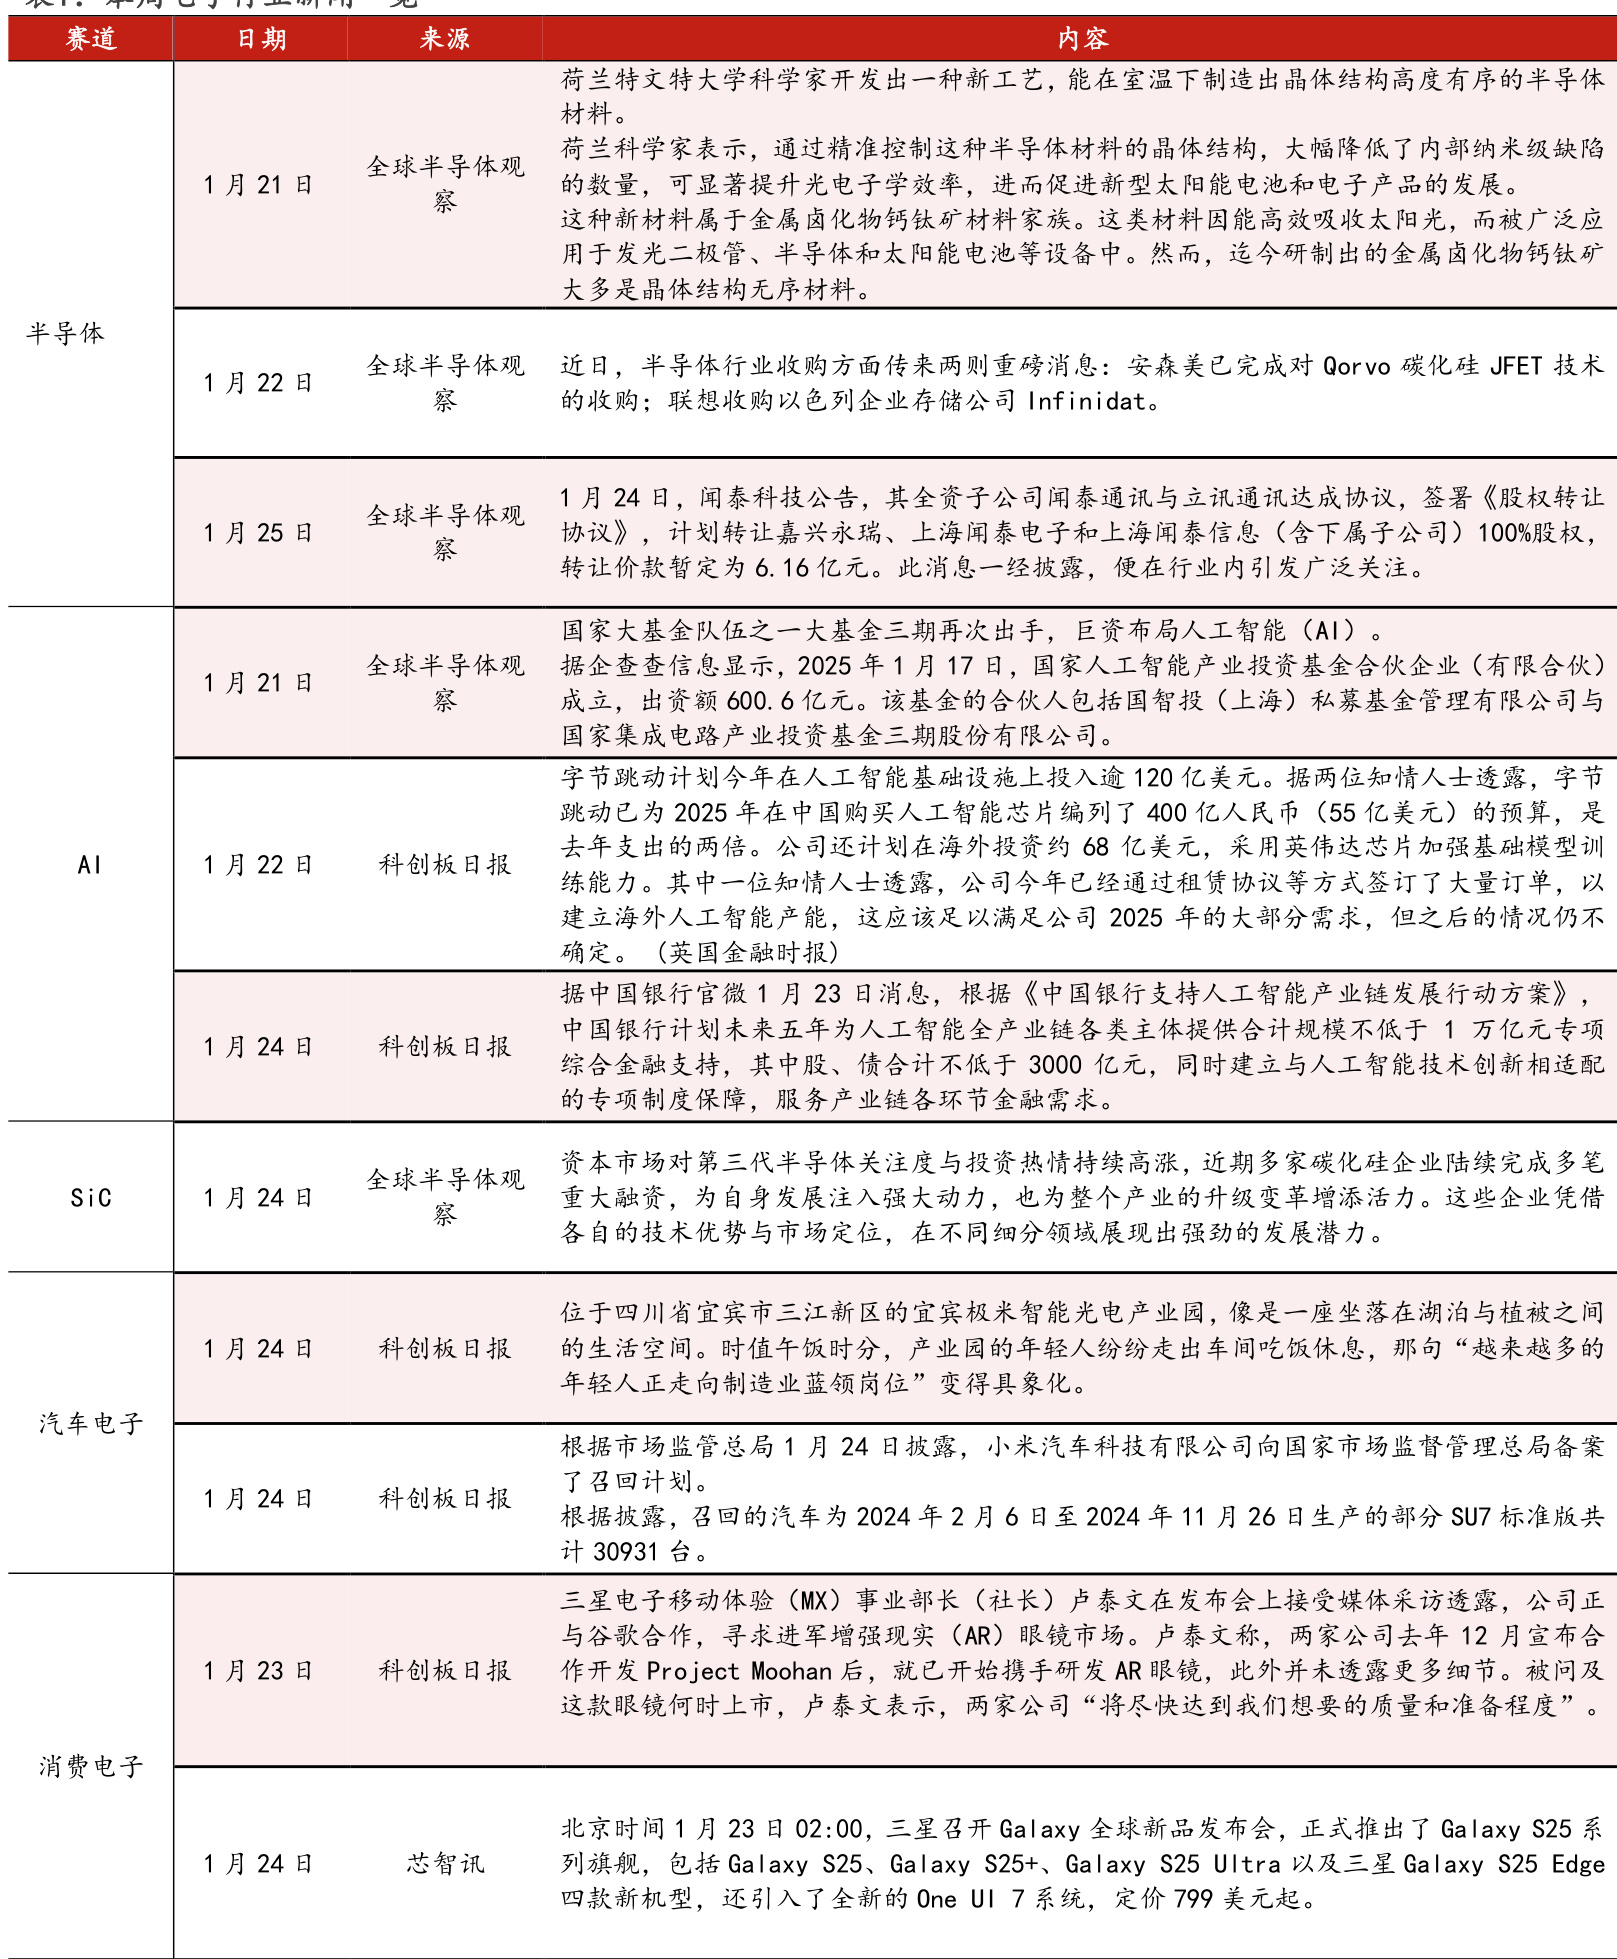 赛道 日期 来源 内容
荷兰特文特大学科学家开发出一种新工艺，能在室温下制造出晶体结构高度有序的半导体
材料。
荷兰科学家表示，通过精准控制这种半导体材料的晶体结构，大幅降低了内部纳米级缺陷
的数量，可显著提升光电子学效率，进而促进新型太阳能电池和电子产品的发展。
这种新材料属于金属卤化物钙钛矿材料家族。这类材料因能高效吸收太阳光，而被广泛应
用于发光二极管、半导体和太阳能电池等设备中。然而，迄今研制出的金属卤化物钙钛矿
大多是晶体结构无序材料。
1 月 21 日
全球半导体观
察
半导体
1 月 22 日
全球半导体观
察
近日，半导体行业收购方面传来两则重磅消息：安森美已完成对 Qorvo 碳化硅 JFET 技术
的收购；联想收购以色列企业存储公司 Infinidat。
1 月 25 日
全球半导体观
察
1 月 24 日，闻泰科技公告，其全资子公司闻泰通讯与立讯通讯达成协议，签署《股权转让
协议》，计划转让嘉兴永瑞、上海闻泰电子和上海闻泰信息（含下属子公司）100%股权，
转让价款暂定为 6.16 亿元。此消息一经披露，便在行业内引发广泛关注。
1 月 21 日
全球半导体观
察
国家大基金队伍之一大基金三期再次出手，巨资布局人工智能（AI）。
据企查查信息显示，2025 年 1 月 17 日，国家人工智能产业投资基金合伙企业（有限合伙）
成立，出资额 600.6 亿元。该基金的合伙人包括国智投（上海）私募基金管理有限公司与
国家集成电路产业投资基金三期股份有限公司。
AI
1 月 22 日
科创板日报
字节跳动计划今年在人工智能基础设施上投入逾 120 亿美元。据两位知情人士透露，字节
跳动已为 2025 年在中国购买人工智能芯片编列了 400 亿人民币（55 亿美元）的预算，是
去年支出的两倍。公司还计划在海外投资约 68 亿美元，采用英伟达芯片加强基础模型训
练能力。其中一位知情人士透露，公司今年已经通过租赁协议等方式签订了大量订单，以
建立海外人工智能产能，这应该足以满足公司 2025 年的大部分需求，但之后的情况仍不
确定。（英国金融时报）
1 月 24 日
科创板日报
据中国银行官微 1 月 23 日消息，根据《中国银行支持人工智能产业链发展行动方案》，
中国银行计划未来五年为人工智能全产业链各类主体提供合计规模不低于 1 万亿元专项
综合金融支持，其中股、债合计不低于 3000 亿元，同时建立与人工智能技术创新相适配
的专项制度保障，服务产业链各环节金融需求。
SiC
1 月 24 日
全球半导体观
察
资本市场对第三代半导体关注度与投资热情持续高涨，近期多家碳化硅企业陆续完成多笔
重大融资，为自身发展注入强大动力，也为整个产业的升级变革增添活力。这些企业凭借
各自的技术优势与市场定位，在不同细分领域展现出强劲的发展潜力。
汽车电子
1 月 24 日
科创板日报
位于四川省宜宾市三江新区的宜宾极米智能光电产业园，像是一座坐落在湖泊与植被之间
的生活空间。时值午饭时分，产业园的年轻人纷纷走出车间吃饭休息，那句“越来越多的
年轻人正走向制造业蓝领岗位”变得具象化。
1 月 24 日
科创板日报
根据市场监管总局 1 月 24 日披露，小米汽车科技有限公司向国家市场监督管理总局备案
了召回计划。
根据披露，召回的汽车为 2024 年 2 月 6 日至 2024 年 11 月 26 日生产的部分 SU7 标准版共
计 30931 台。
消费电子
1 月 23 日
科创板日报
三星电子移动体验（MX）事业部长（社长）卢泰文在发布会上接受媒体采访透露，公司正
与谷歌合作，寻求进军增强现实（AR）眼镜市场。卢泰文称，两家公司去年 12 月宣布合
作开发 Project Moohan 后，就已开始携手研发 AR 眼镜，此外并未透露更多细节。被问及
这款眼镜何时上市，卢泰文表示，两家公司“将尽快达到我们想要的质量和准备程度”。
1 月 24 日
芯智讯
北京时间 1 月 23 日 02:00，三星召开 Galaxy 全球新品发布会，正式推出了 Galaxy S25 系
列旗舰，包括 Galaxy S25、Galaxy S25+、Galaxy S25 Ultra 以及三星 Galaxy S25 Edge
四款新机型，还引入了全新的 One UI 7 系统，定价 799 美元起。